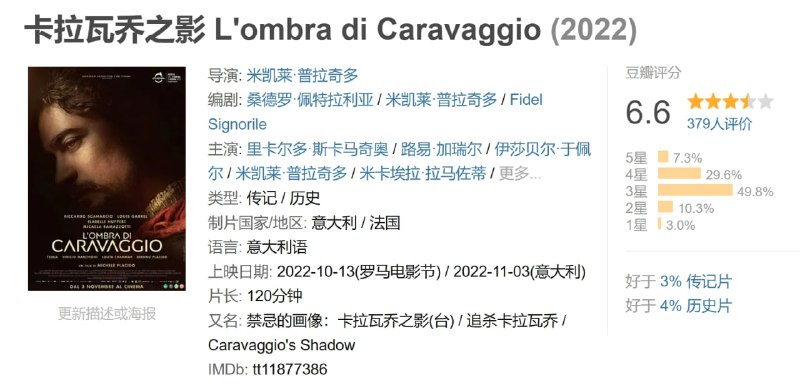 卡拉瓦乔之影 L'ombra di Caravaggio (2022)
RICCARDO SCAMARCIO LOUIS GARREL
ISABELLE HUPPERT
MICAELA RAMAZZOTTI
L'OMBRA DI
CARAVAGGIO
MICHELE PLACIDO
DAL 3 NOVEMBRE AL CINEMA
更新描述或海报
导演: 米凯莱·普拉奇多
编剧: 桑德罗·佩特拉利亚 / 米凯莱·普拉奇多 / Fidel
Signorile
主演: 里卡尔多·斯卡马奇奥 / 路易·加瑞尔 / 伊莎贝尔·于佩
尔 / 米凯莱·普拉奇多 / 米卡埃拉·拉马佐蒂 / 更多...
类型: 传记 / 历史
制片国家/地区: 意大利 / 法国
语言: 意大利语
上映日期: 2022-10-13(罗马电影节) / 2022-11-03(意大利)
片长: 120分钟
又名: 禁忌的画像：卡拉瓦乔之影(台) / 追杀卡拉瓦乔 /
Caravaggio's Shadow
IMDb: tt11877386
豆瓣评分
6.6
379人评价
5星 7.3%
4星 29.6%
3星 49.8%
2星 10.3%
1星 3.0%
好于 3% 传记片
好于 4% 历史片